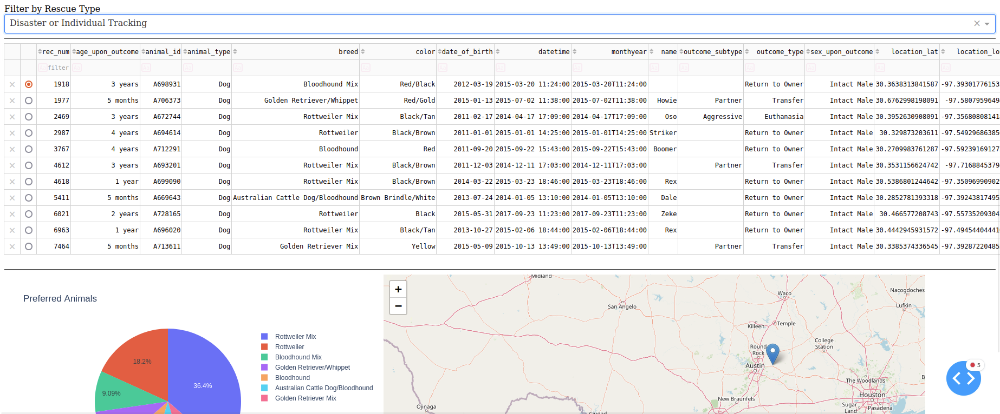 Filter by Rescue Type
Disaster or Individual Tracking
rec_num age_upon_outcome animal_id animal_type breed color date_of_birth datetime monthyear name outcome_subtype outcome_type sex_upon_outcome location_lat location_lo
Aa filter Aa Aa Aa Aa Aa Aa Aa Aa Aa Aa Aa Aa Aa Aa
1918 3 years A698931 Dog Bloodhound Mix Red/Black 2012-03-19 2015-03-20 11:24:00 2015-03-20T11:24:00 Return to Owner Intact Male 30.3638313841587 -97.39301776153
1977 5 months A706373 Dog Golden Retriever/Whippet Red/Gold 2015-01-13 2015-07-02 11:38:00 2015-07-02T11:38:00 Howie Partner Transfer Intact Male 30.6762998198091 -97.5807959649
2469 3 years A672744 Dog Rottweiler Mix Black/Tan 2011-02-17 2014-04-17 17:09:00 2014-04-17T17:09:00 Oso Aggressive Euthanasia Intact Male 30.3952630908091 -97.35680808141
2987 4 years A694614 Dog Rottweiler Black/Brown 2011-01-01 2015-01-01 14:25:00 2015-01-01T14:25:00 Striker Return to Owner Intact Male 30.329873203611 -97.54929686385
3767 4 years A712291 Dog Bloodhound Red 2011-09-20 2015-09-22 15:43:00 2015-09-22T15:43:00 Boomer Return to Owner Intact Male 30.2709983761287 -97.59239169127
4612 3 years A693201 Dog Rottweiler Mix Black/Brown 2011-12-03 2014-12-11 17:03:00 2014-12-11T17:03:00 Partner Transfer Intact Male 30.3531156624742 -97.7168845379
4618 1 year A699090 Dog Rottweiler Mix Black/Brown 2014-03-22 2015-03-23 18:46:00 2015-03-23T18:46:00 Rex Return to Owner Intact Male 30.5386801244642 -97.35096990902
5411 5 months A669643 Dog Australian Cattle Dog/Bloodhound Brown Brindle/White 2013-07-24 2014-01-05 13:10:00 2014-01-05T13:10:00 Dale Return to Owner Intact Male 30.2852781393318 -97.39243817495
6021 2 years A728165 Dog Rottweiler Black 2015-05-31 2017-09-23 11:23:00 2017-09-23T11:23:00 Zeke Return to Owner Intact Male 30.466577208743 -97.55735209304
6963 1 year A696020 Dog Rottweiler Mix Black/Tan 2013-10-27 2015-02-06 18:44:00 2015-02-06T18:44:00 Rex Return to Owner Intact Male 30.4442945931572 -97.49454404441
7464 5 months A713611 Dog Golden Retriever Mix Yellow 2015-05-09 2015-10-13 13:49:00 2015-10-13T13:49:00 Partner Transfer Intact Male 30.3385374336545 -97.39287220485
Preferred Animals
18.2%
36.4%
9.09%
Rottweiler Mix
Rottweiler
Bloodhound Mix
Golden Retriever/Whippet
Bloodhound
Australian Cattle Dog/Bloodhound
Golden Retriever Mix
+
−
Midland
San Angelo
Waco
Nacogdoches
Lufkin
Killeen
Temple
College
Station
Round
Rock
Austin
The Woodlands
Houston
New Braunfels
Sugar
Land
Pasadena
Ojinaga
Ciudad
B
5